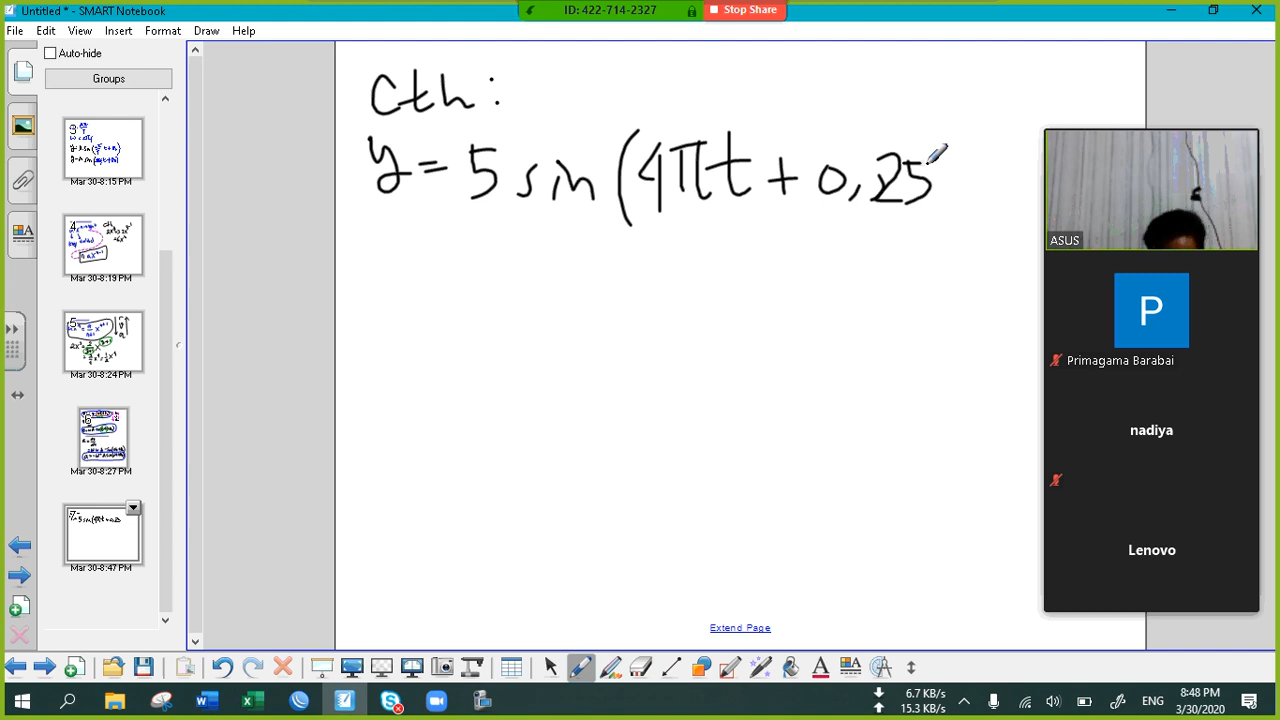 Untitled * - SMART Notebook
ID: 422-714-2327
Stop Share
File Edit View Insert Format Draw Help
Auto-hide
Groups
Mar 30-8:15 PM
Mar 30-8:19 PM
Mar 30-8:24 PM
Mar 30-8:27 PM
Mar 30-8:47 PM
Cth :
y = 5 sin (4πt + 0,25
Extend Page
ASUS
P
Primagama Barabai
nadiya
Lenovo
6.7 KB/s
15.3 KB/s
ENG
8:48 PM
3/30/2020